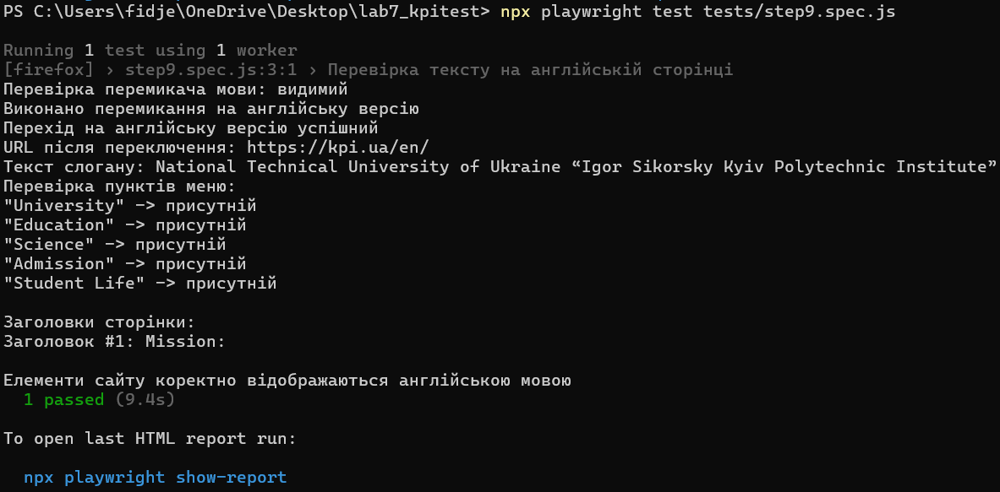 PS C:\Users\fidje\OneDrive\Desktop\lab7_kpitest> npx playwright test tests/step9.spec.js
Running 1 test using 1 worker
[firefox] › step9.spec.js:3:1 › Перевірка тексту на англійській сторінці
Перевірка перемикача мови: видимий
Виконано перемикання на англійську версію
Перехід на англійську версію успішний
URL після переключення: https://kpi.ua/en/
Текст слогану: National Technical University of Ukraine “Igor Sikorsky Kyiv Polytechnic Institute”
Перевірка пунктів меню:
"University" -> присутній
"Education" -> присутній
"Science" -> присутній
"Admission" -> присутній
"Student Life" -> присутній
Заголовки сторінки:
Заголовок #1: Mission:
Елементи сайту коректно відображаються англійською мовою
1 passed (9.4s)
To open last HTML report run:
npx playwright show-report